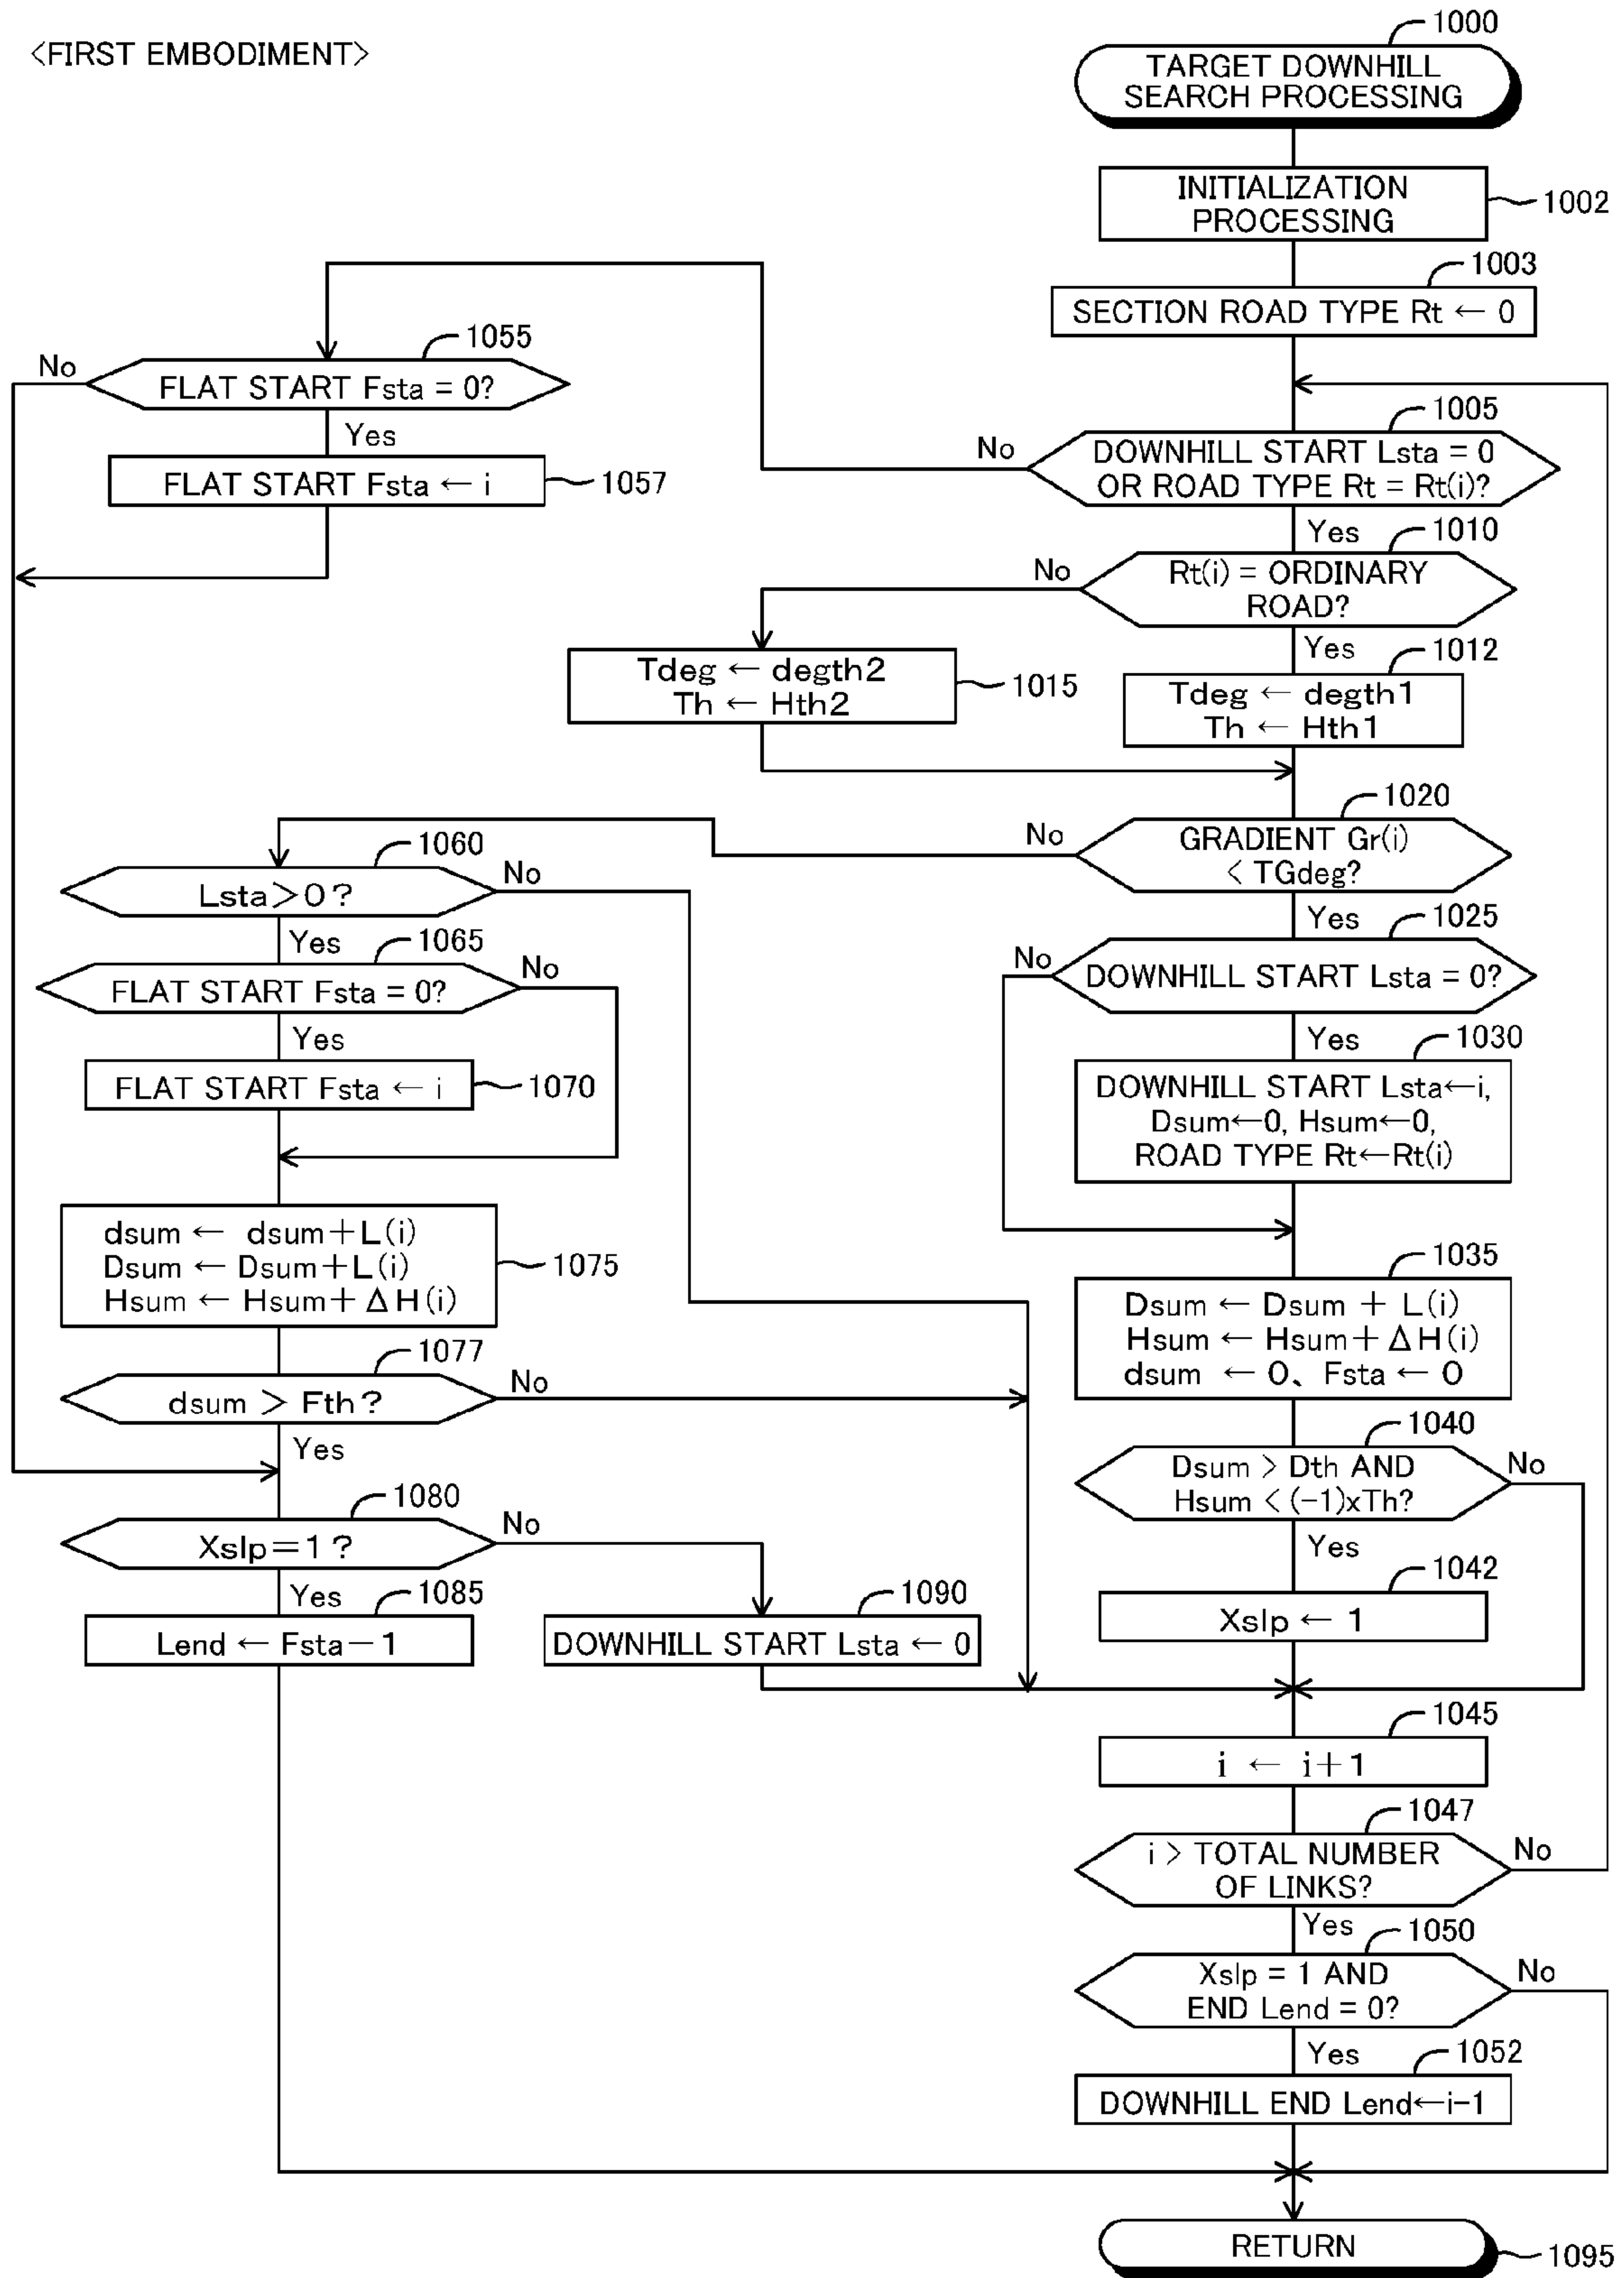 <FIRST EMBODIMENT>
1000
TARGET DOWNHILL
SEARCH PROCESSING
INITIALIZATION
PROCESSING
1002
1003
SECTION ROAD TYPE Rt ← 0
1055
No
FLAT START Fsta = 0?
Yes
FLAT START Fsta ← i
1057
1005
No
DOWNHILL START Lsta = 0
OR ROAD TYPE Rt = Rt(i)?
Yes
1010
No
Rt(i) = ORDINARY
ROAD?
Yes
1012
Tdeg ← degth2
Th ← Hth2
1015
Tdeg ← degth1
Th ← Hth1
1020
No
GRADIENT Gr(i)
< TGdeg?
Yes
1060
Lsta>0?
No
Yes
1065
FLAT START Fsta = 0?
No
Yes
FLAT START Fsta ← i
1070
1025
No
DOWNHILL START Lsta = 0?
Yes
1030
DOWNHILL START Lsta←i,
Dsum←0, Hsum←0,
ROAD TYPE Rt←Rt(i)
dsum ← dsum+L(i)
Dsum ← Dsum+L(i)
Hsum ← Hsum+ΔH(i)
1075
1035
Dsum ← Dsum + L(i)
Hsum ← Hsum+ΔH(i)
dsum ← 0、Fsta ← 0
1077
dsum > Fth?
No
Yes
1040
Dsum > Dth AND
Hsum < (-1)xTh?
No
Yes
1080
Xslp=1?
No
Yes
1085
Lend ← Fsta-1
1090
DOWNHILL START Lsta ← 0
1042
Xslp ← 1
1045
i ← i+1
1047
i > TOTAL NUMBER
OF LINKS?
No
Yes
1050
Xslp = 1 AND
END Lend = 0?
No
Yes
1052
DOWNHILL END Lend←i-1
RETURN
1095